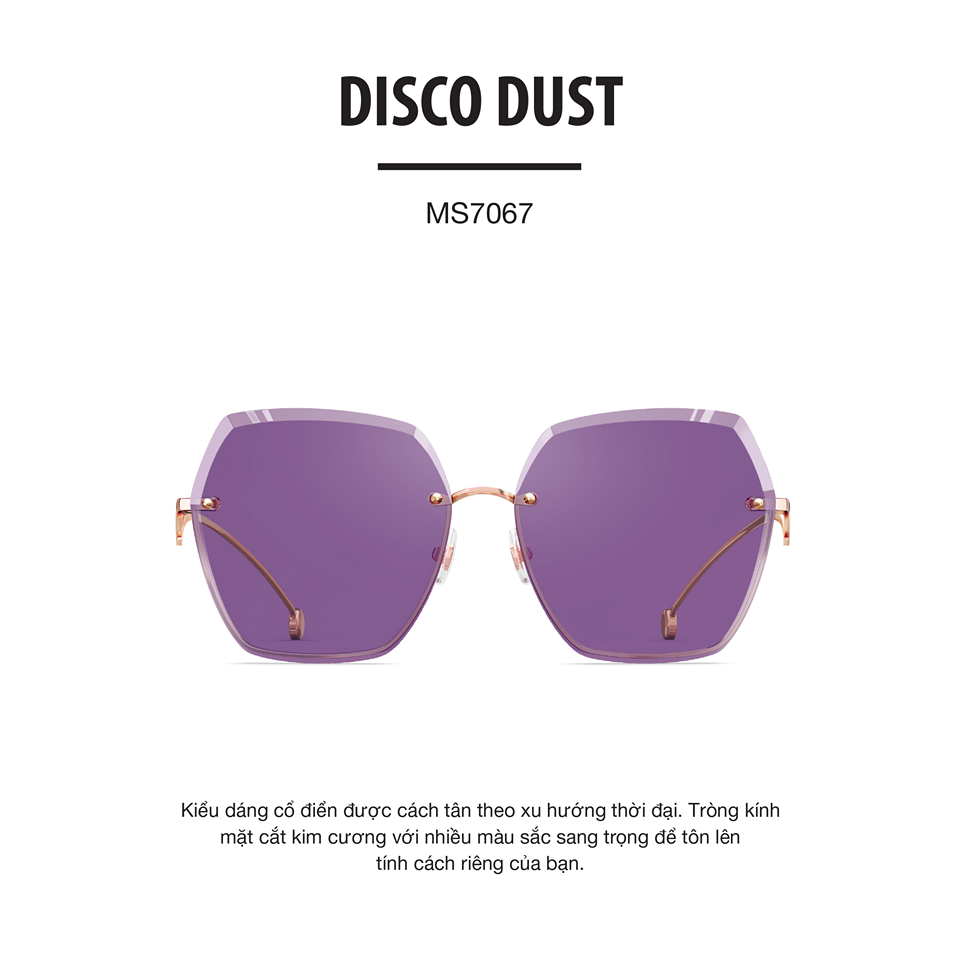 DISCO DUST
MS7067
Kiểu dáng cổ điển được cách tân theo xu hướng thời đại. Tròng kính
mặt cắt kim cương với nhiều màu sắc sang trọng để tôn lên
tính cách riêng của bạn.